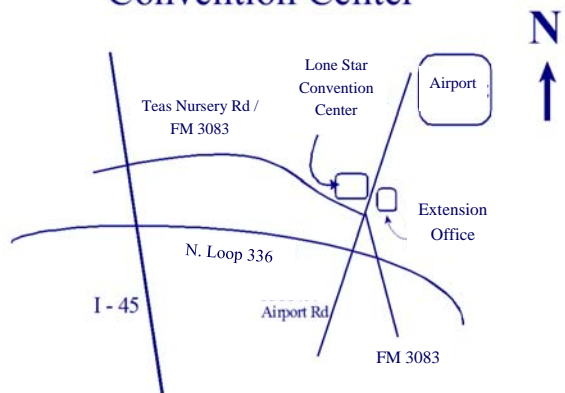 Convention Center
N
Lone Star
Convention
Center
Airport
Teas Nursery Rd /
FM 3083
Extension
Office
N. Loop 336
I - 45
Airport Rd
FM 3083